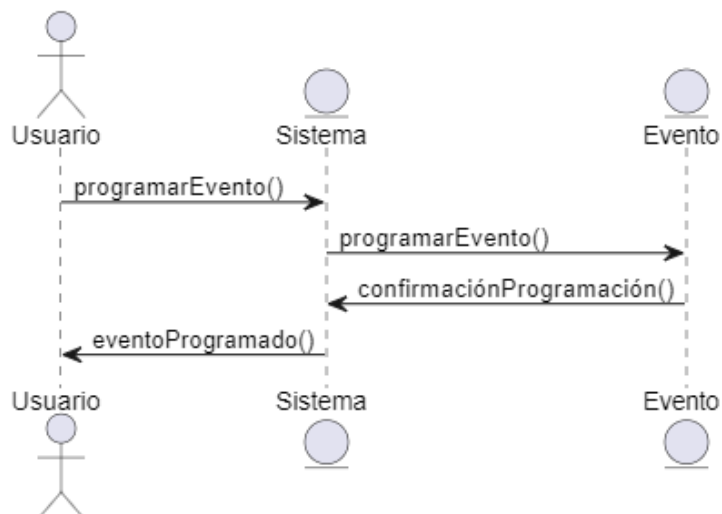 Usuario
Sistema
Evento
programarEvento()
programarEvento()
confirmaciónProgramación()
eventoProgramado()
Usuario
Sistema
Evento